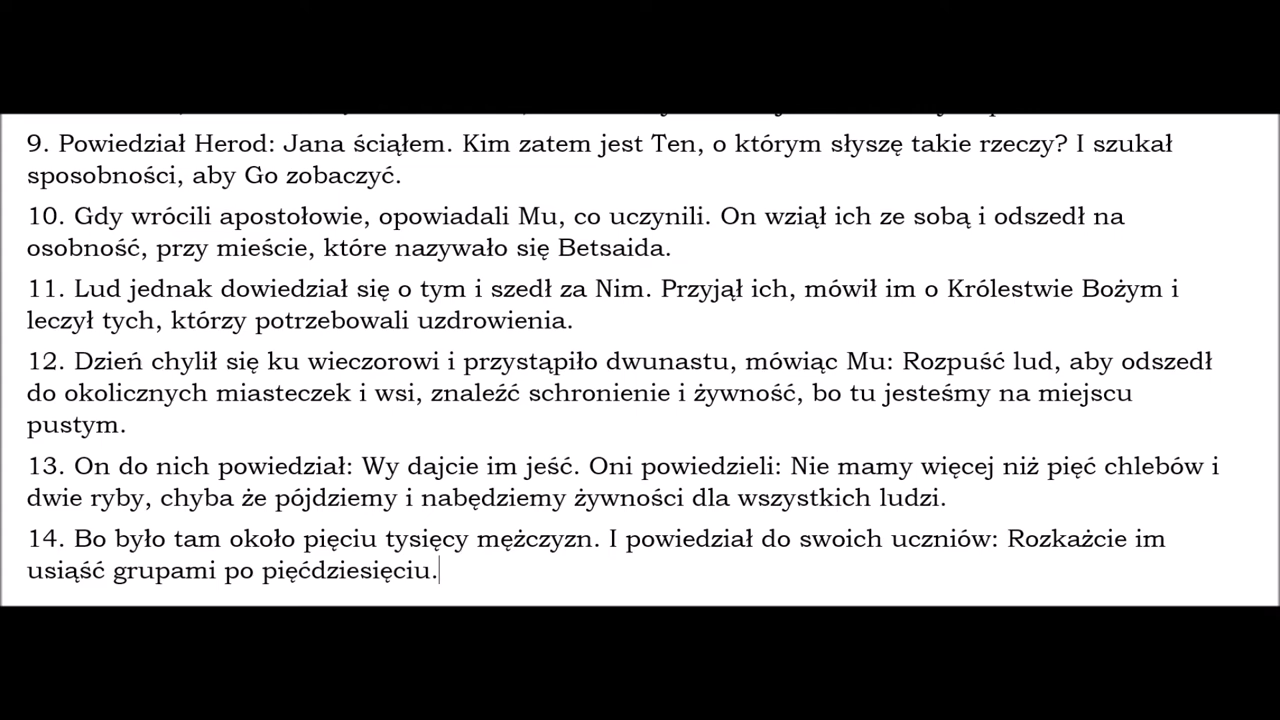 9. Powiedział Herod: Jana ściąłem. Kim zatem jest Ten, o którym słyszę takie rzeczy? I szukał
sposobności, aby Go zobaczyć.
10. Gdy wrócili apostołowie, opowiadali Mu, co uczynili. On wziął ich ze sobą i odszedł na
osobność, przy mieście, które nazywało się Betsaida.
11. Lud jednak dowiedział się o tym i szedł za Nim. Przyjął ich, mówił im o Królestwie Bożym i
leczył tych, którzy potrzebowali uzdrowienia.
12. Dzień chylił się ku wieczorowi i przystąpiło dwunastu, mówiąc Mu: Rozpuść lud, aby odszedł
do okolicznych miasteczek i wsi, znaleźć schronienie i żywność, bo tu jesteśmy na miejscu
pustym.
13. On do nich powiedział: Wy dajcie im jeść. Oni powiedzieli: Nie mamy więcej niż pięć chlebów i
dwie ryby, chyba że pójdziemy i nabędziemy żywności dla wszystkich ludzi.
14. Bo było tam około pięciu tysięcy mężczyzn. I powiedział do swoich uczniów: Rozkażcie im
usiąść grupami po pięćdziesięciu.